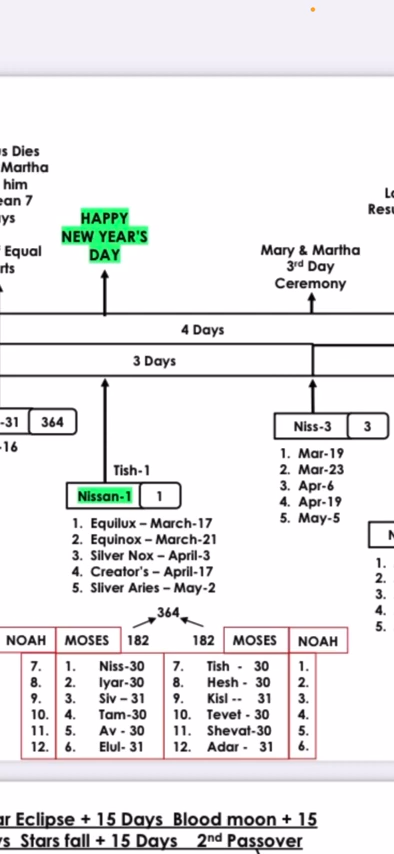 s Dies
Martha
him
ean 7
ys
Equal
rts
HAPPY
NEW YEAR'S
DAY
Mary & Martha
3rd Day
Ceremony
L
Res
4 Days
3 Days
-31 364
-16
Tish-1
Nissan-1 1
1. Equilux – March-17
2. Equinox – March-21
3. Silver Nox – April-3
4. Creator's – April-17
5. Sliver Aries – May-2
Niss-3 3
1. Mar-19
2. Mar-23
3. Apr-6
4. Apr-19
5. May-5
N
1.
2.
3.
4.
5.
364
NOAH MOSES 182 182 MOSES NOAH
7. 1. Niss-30 7. Tish - 30 1.
8. 2. Iyar-30 8. Hesh - 30 2.
9. 3. Siv – 31 9. Kisl -- 31 3.
10. 4. Tam-30 10. Tevet - 30 4.
11. 5. Av - 30 11. Shevat-30 5.
12. 6. Elul- 31 12. Adar - 31 6.
ar Eclipse + 15 Days Blood moon + 15
s Stars fall + 15 Days 2nd Passover